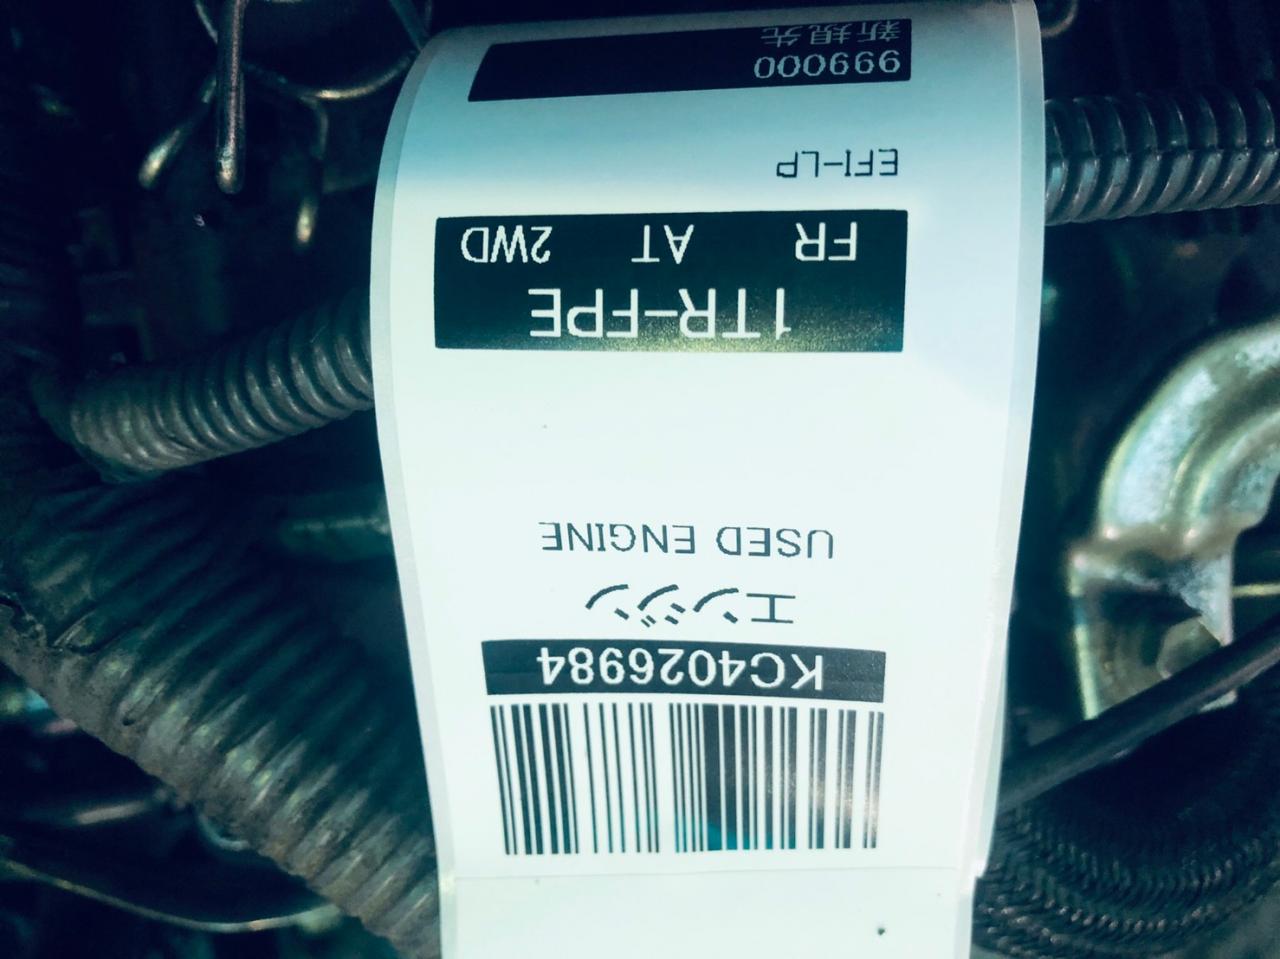 KC4026984
エンジン
USED ENGINE
1TR-FPE
FR AT 2WD
EFI-LP
999000
新規先